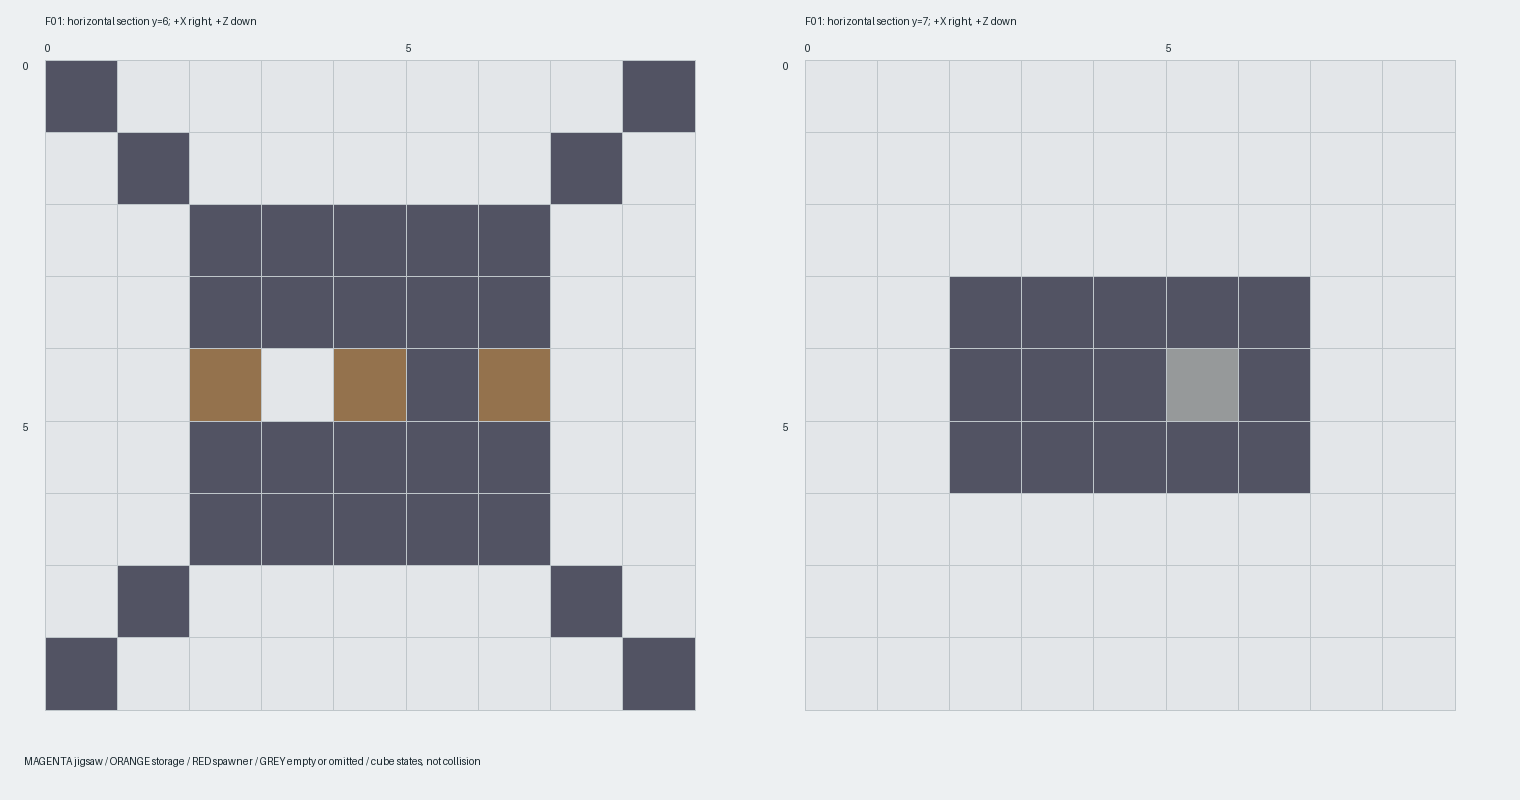 F01: horizontal section y=6; +X right, +Z down
F01: horizontal section y=7; +X right, +Z down
0 5
0 5
0
0
5
5
MAGENTA jigsaw / ORANGE storage / RED spawner / GREY empty or omitted / cube states, not collision